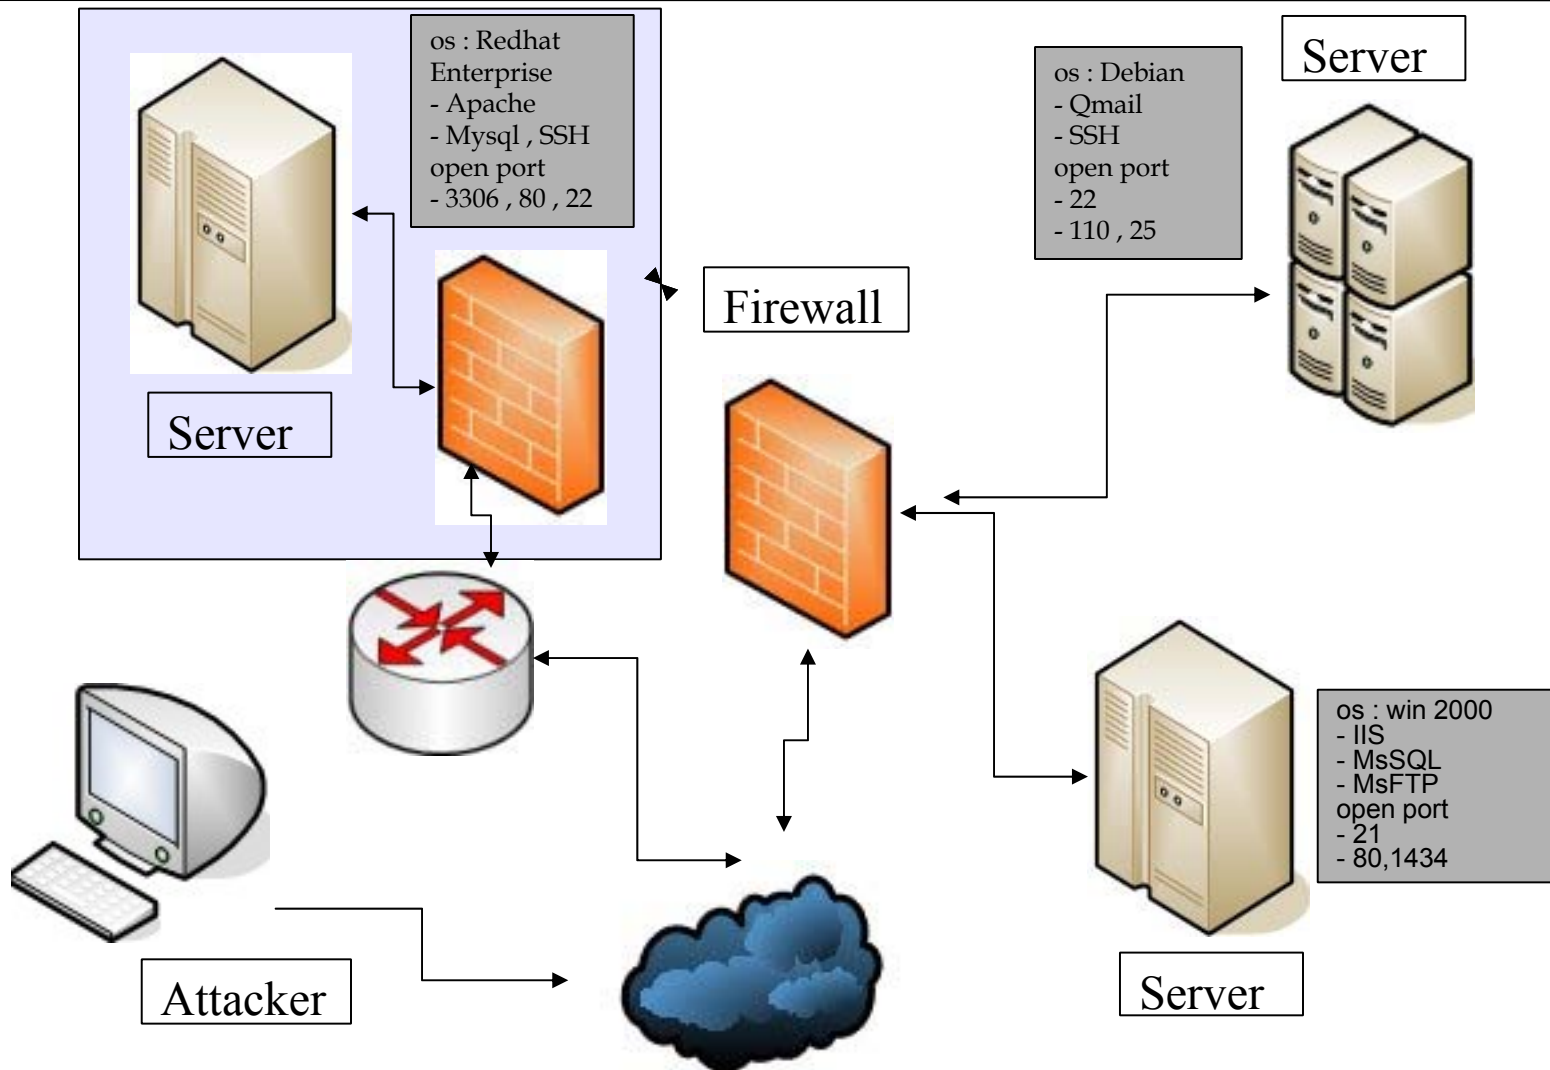 os : Redhat
Enterprise
- Apache
- Mysql , SSH
open port
- 3306 , 80 , 22
Server
os : Debian
- Qmail
- SSH
open port
- 22
- 110 , 25
Server
Firewall
os : win 2000
- IIS
- MsSQL
- MsFTP
open port
- 21
- 80,1434
Server
Attacker